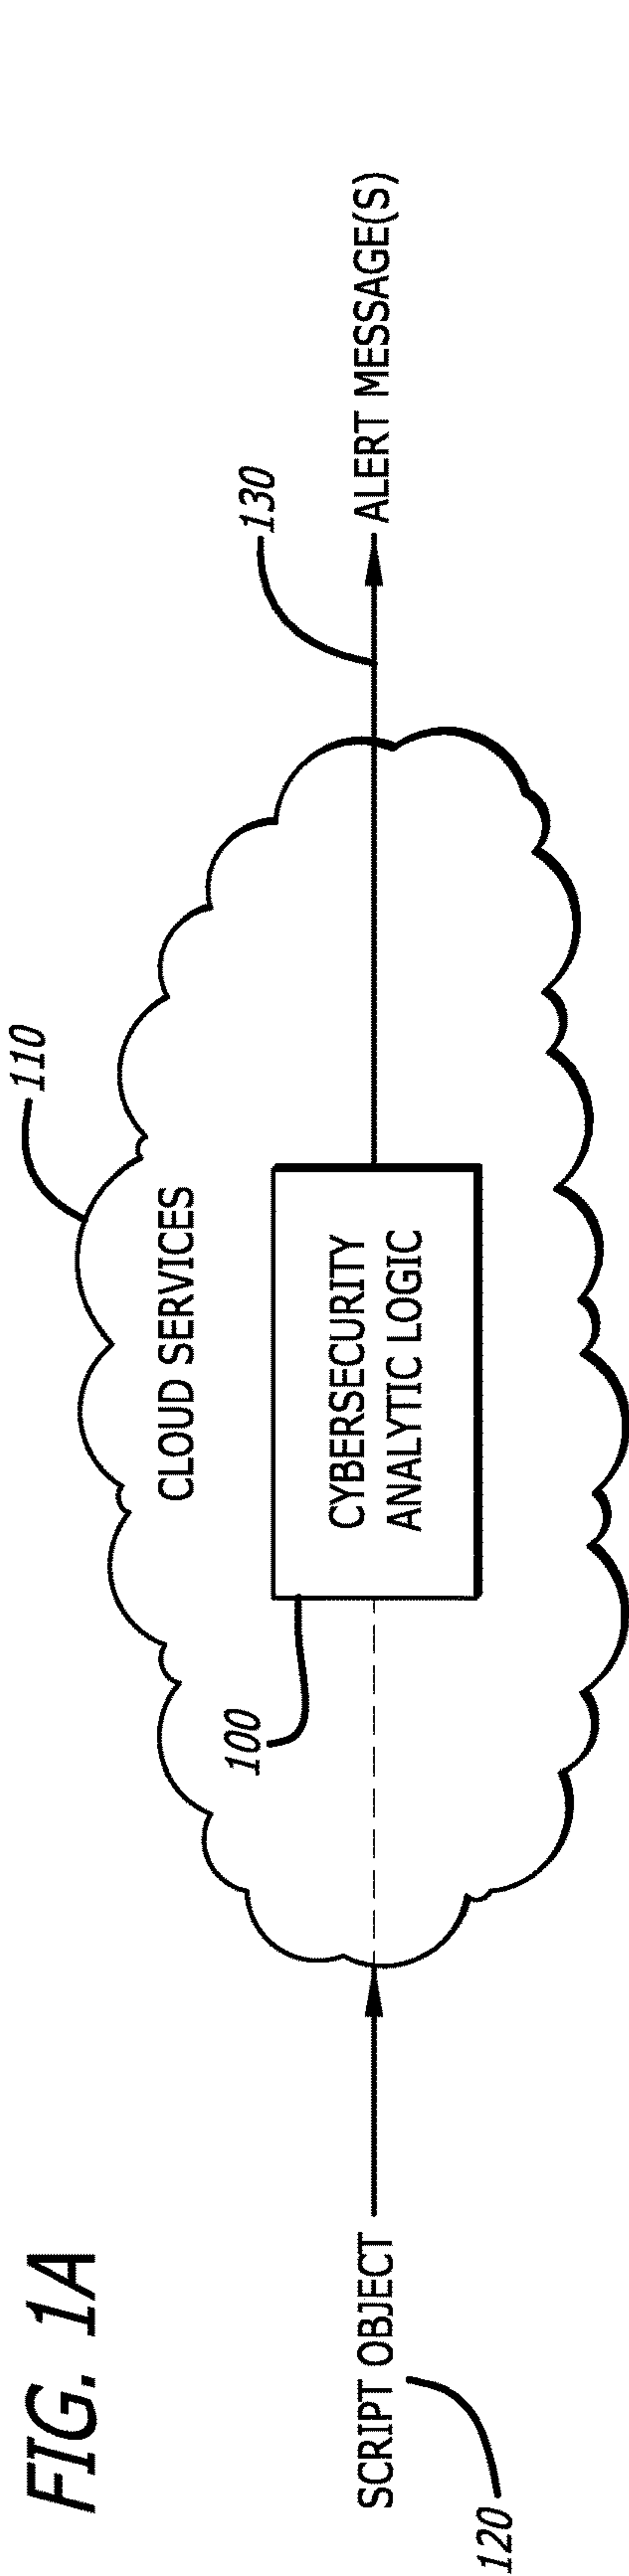 FIG. 1A
110
CLOUD SERVICES
100
CYBERSECURITY
ANALYTIC LOGIC
130
SCRIPT OBJECT
ALERT MESSAGE(S)
120